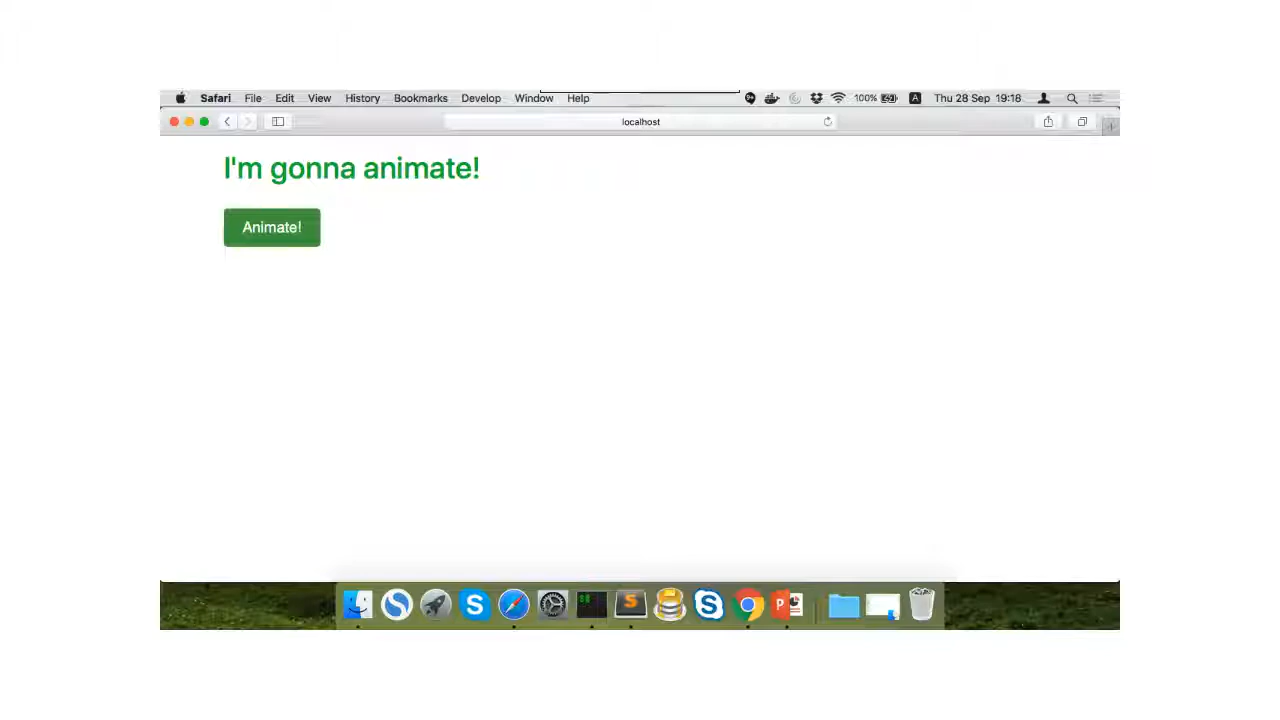 Safari File Edit View History Bookmarks Develop Window Help 100% A Thu 28 Sep 19:18
localhost
I'm gonna animate!
Animate!